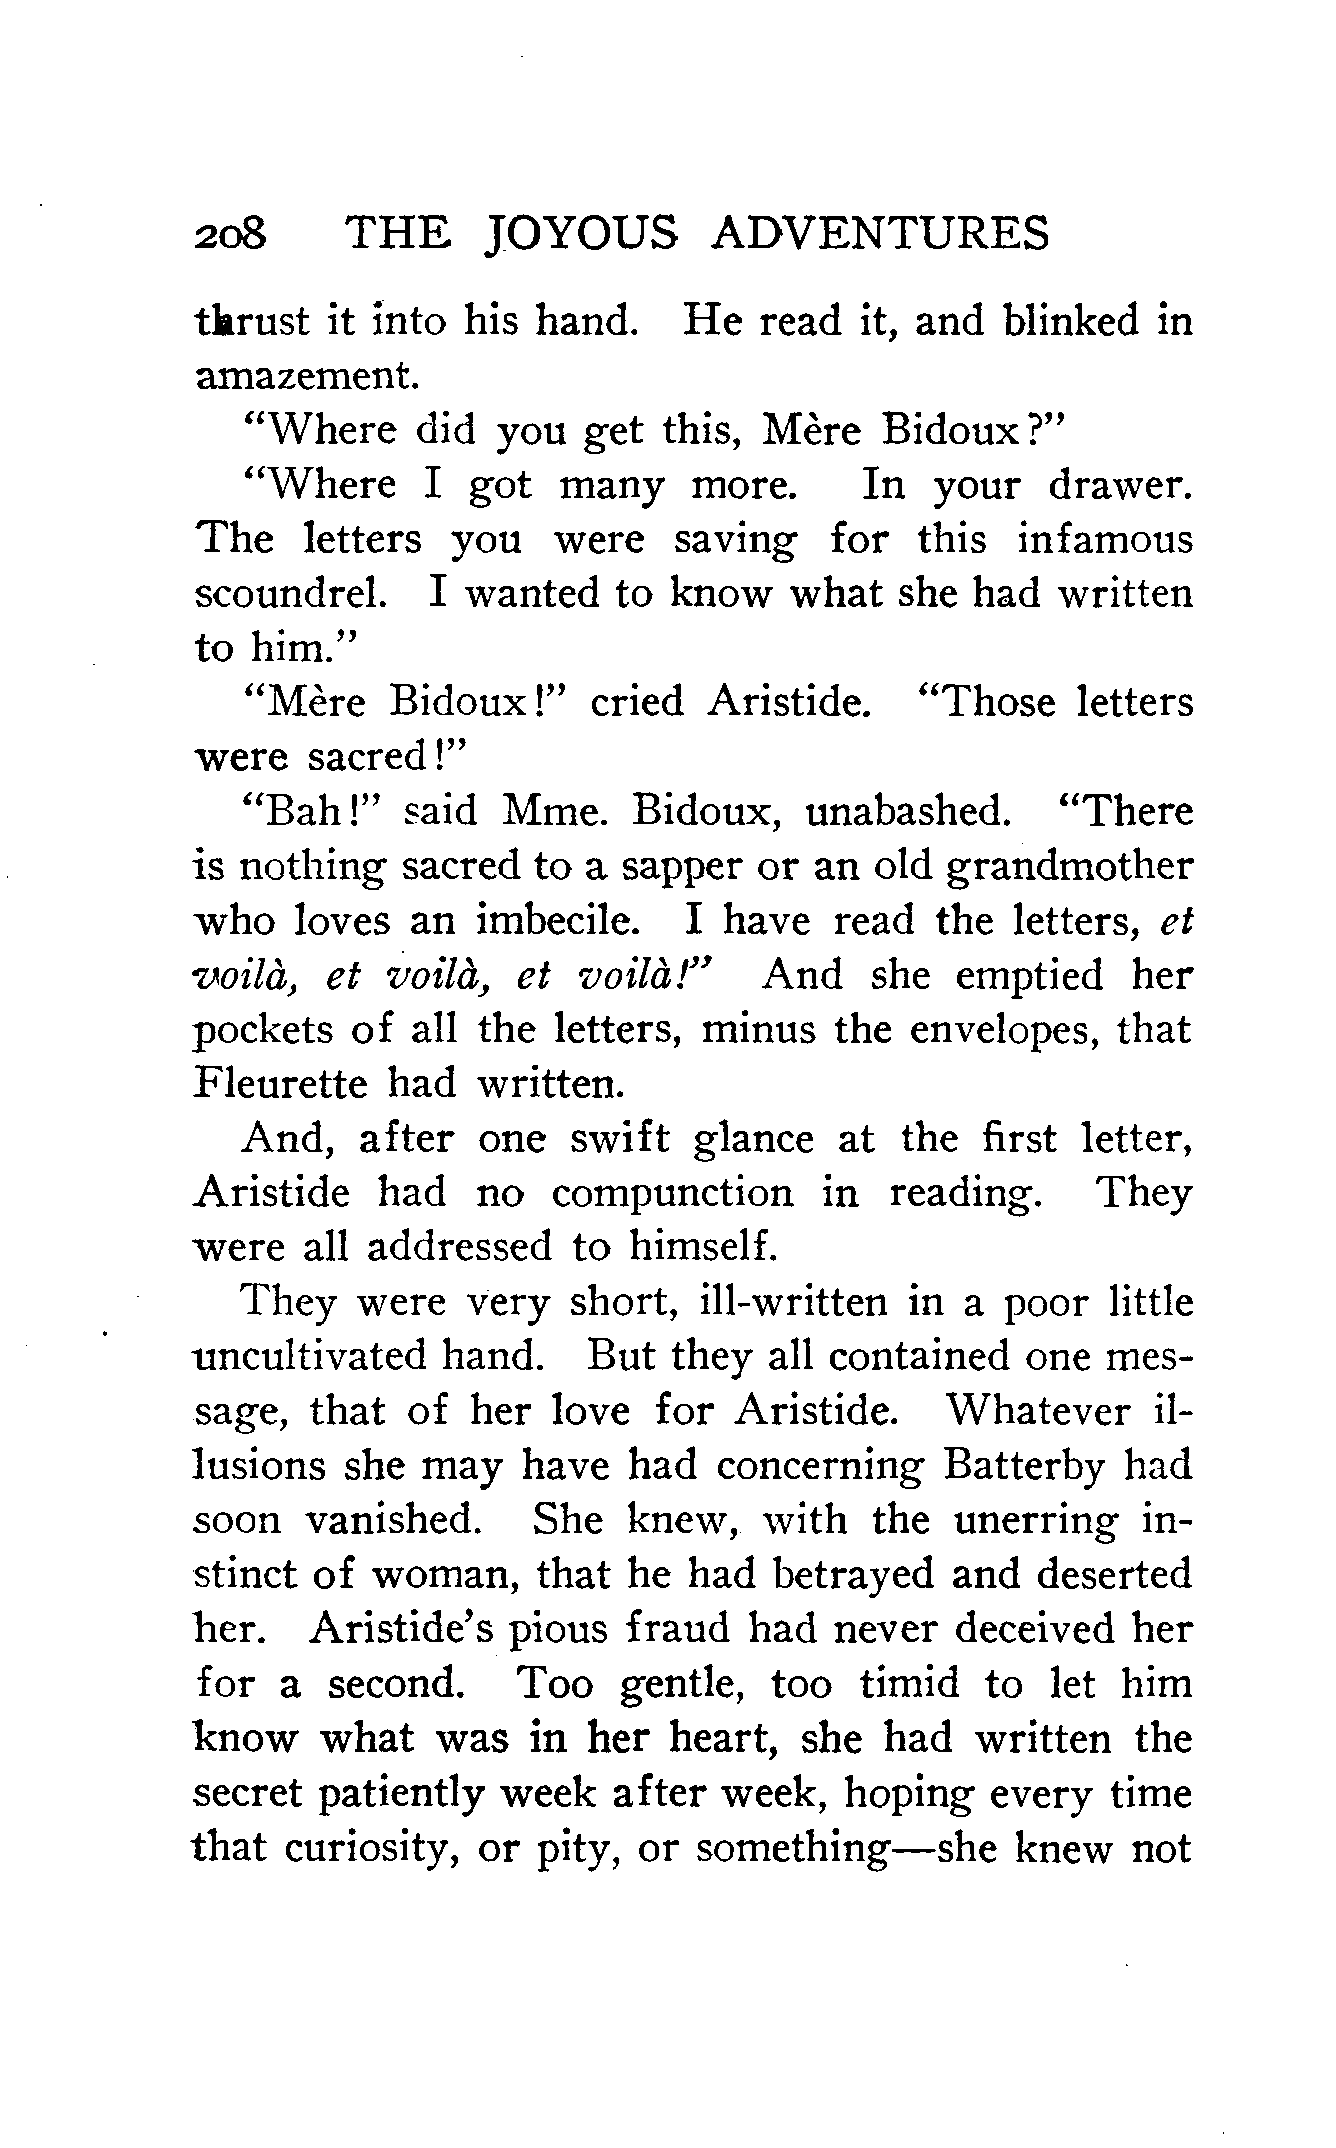 208 THE JOYOUS ADVENTURES
thrust it into his hand. He read it, and blinked in
amazement.
"Where did you get this, Mère Bidoux?"
"Where I got many more. In your drawer.
The letters you were saving for this infamous
scoundrel. I wanted to know what she had written
to him."
"Mère Bidoux!" cried Aristide. "Those letters
were sacred!"
"Bah!" said Mme. Bidoux, unabashed. "There
is nothing sacred to a sapper or an old grandmother
who loves an imbecile. I have read the letters, et
voilà, et voilà, et voilà!" And she emptied her
pockets of all the letters, minus the envelopes, that
Fleurette had written.
And, after one swift glance at the first letter,
Aristide had no compunction in reading. They
were all addressed to himself.
They were very short, ill-written in a poor little
uncultivated hand. But they all contained one mes-
sage, that of her love for Aristide. Whatever il-
lusions she may have had concerning Batterby had
soon vanished. She knew, with the unerring in-
stinct of woman, that he had betrayed and deserted
her. Aristide's pious fraud had never deceived her
for a second. Too gentle, too timid to let him
know what was in her heart, she had written the
secret patiently week after week, hoping every time
that curiosity, or pity, or something—she knew not